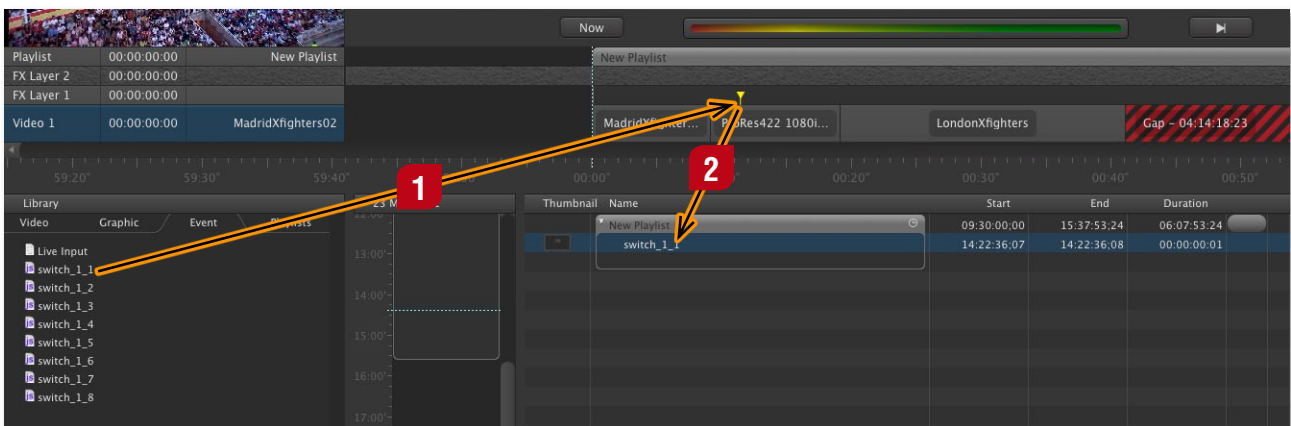 Now
Playlist 00:00:00:00 New Playlist
New Playlist
FX Layer 2 00:00:00:00
FX Layer 1 00:00:00:00
Video 1 00:00:00:00 MadridXfighters02
LondonXfighters Gap - 04:14:18:23
59:20" 59:30" 59:40" 00:00" 00:20" 00:30" 00:40" 00:50"
1
2
Library
Thumbnail Name Start End Duration
Video Graphic Event Playlists
New Playlist 09:30:00;00 15:37:53;24 06:07:53:24
switch_1_1 14:22:36;07 14:22:36;08 00:00:00:01
Live Input
switch_1_1
switch_1_2
switch_1_3
switch_1_4
switch_1_5
switch_1_6
switch_1_7
switch_1_8
13:00'
14:00'
15:00'
16:00'
17:00'